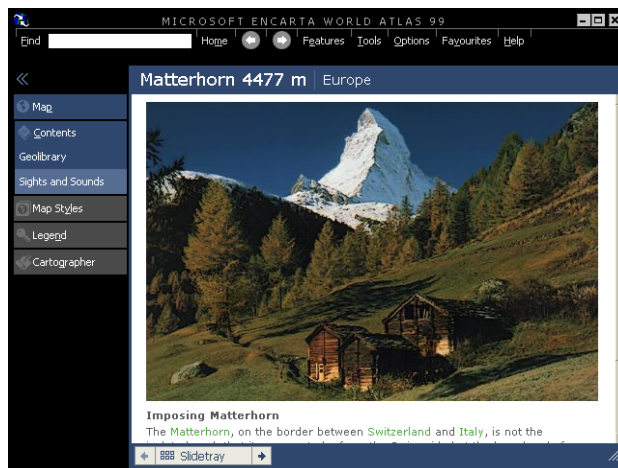 MICROSOFT ENCARTA WORLD ATLAS 99
Find Home Features Tools Options Favourites Help
Matterhorn 4477 m Europe
Map
Contents
Geolibrary
Sights and Sounds
Map Styles
Legend
Cartographer
Imposing Matterhorn
The Matterhorn, on the border between Switzerland and Italy, is not the
Slidetray